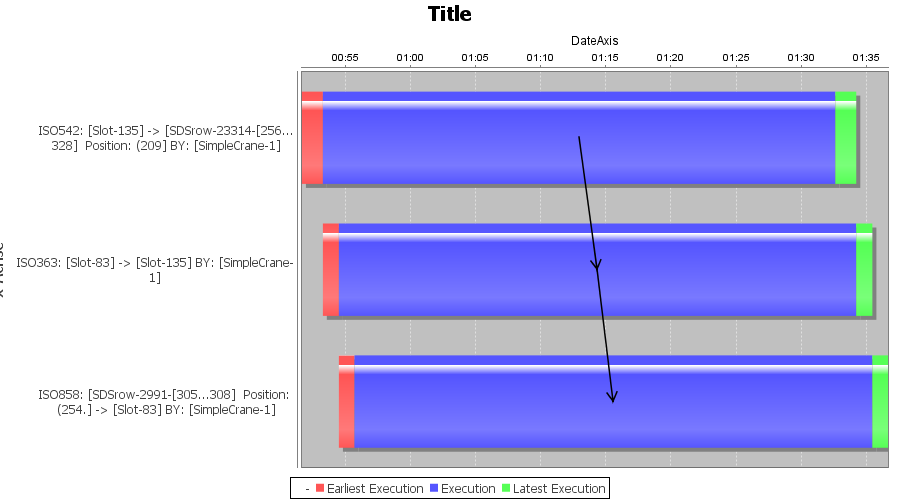 Title
DateAxis
00:55 01:00 01:05 01:10 01:15 01:20 01:25 01:30 01:35
ISO542: [Slot-135] -> [SDSrow-23314-[256...
328] Position: (209] BY: [SimpleCrane-1]
ISO363: [Slot-83] -> [Slot-135] BY: [SimpleCrane-
1]
ISO858: [SDSrow-2991-[305...308] Position:
(254.] -> [Slot-83] BY: [SimpleCrane-1]
- Earliest Execution Execution Latest Execution